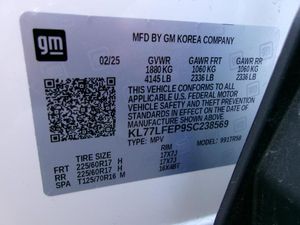 gm
MFD BY GM KOREA COMPANY
02/25 GVWR GAWR FRT GAWR RR
1880 KG 1060 KG 1060 KG
4145 LB 2336 LB 2336 LB
THIS VEHICLE CONFORMS TO ALL APPLICABLE
U.S. FEDERAL MOTOR VEHICLE SAFETY
STANDARDS IN EFFECT ON THE DATE OF
MANUFACTURE SHOWN ABOVE.
KL77LFEP9SC238569
TYPE: MPV MODEL: 991TR58
TIRE SIZE RIM
FRT 225/60R17 H 17X7J
RR 225/60R17 H 17X7J
SPA T125/70R16 M 16X4BT